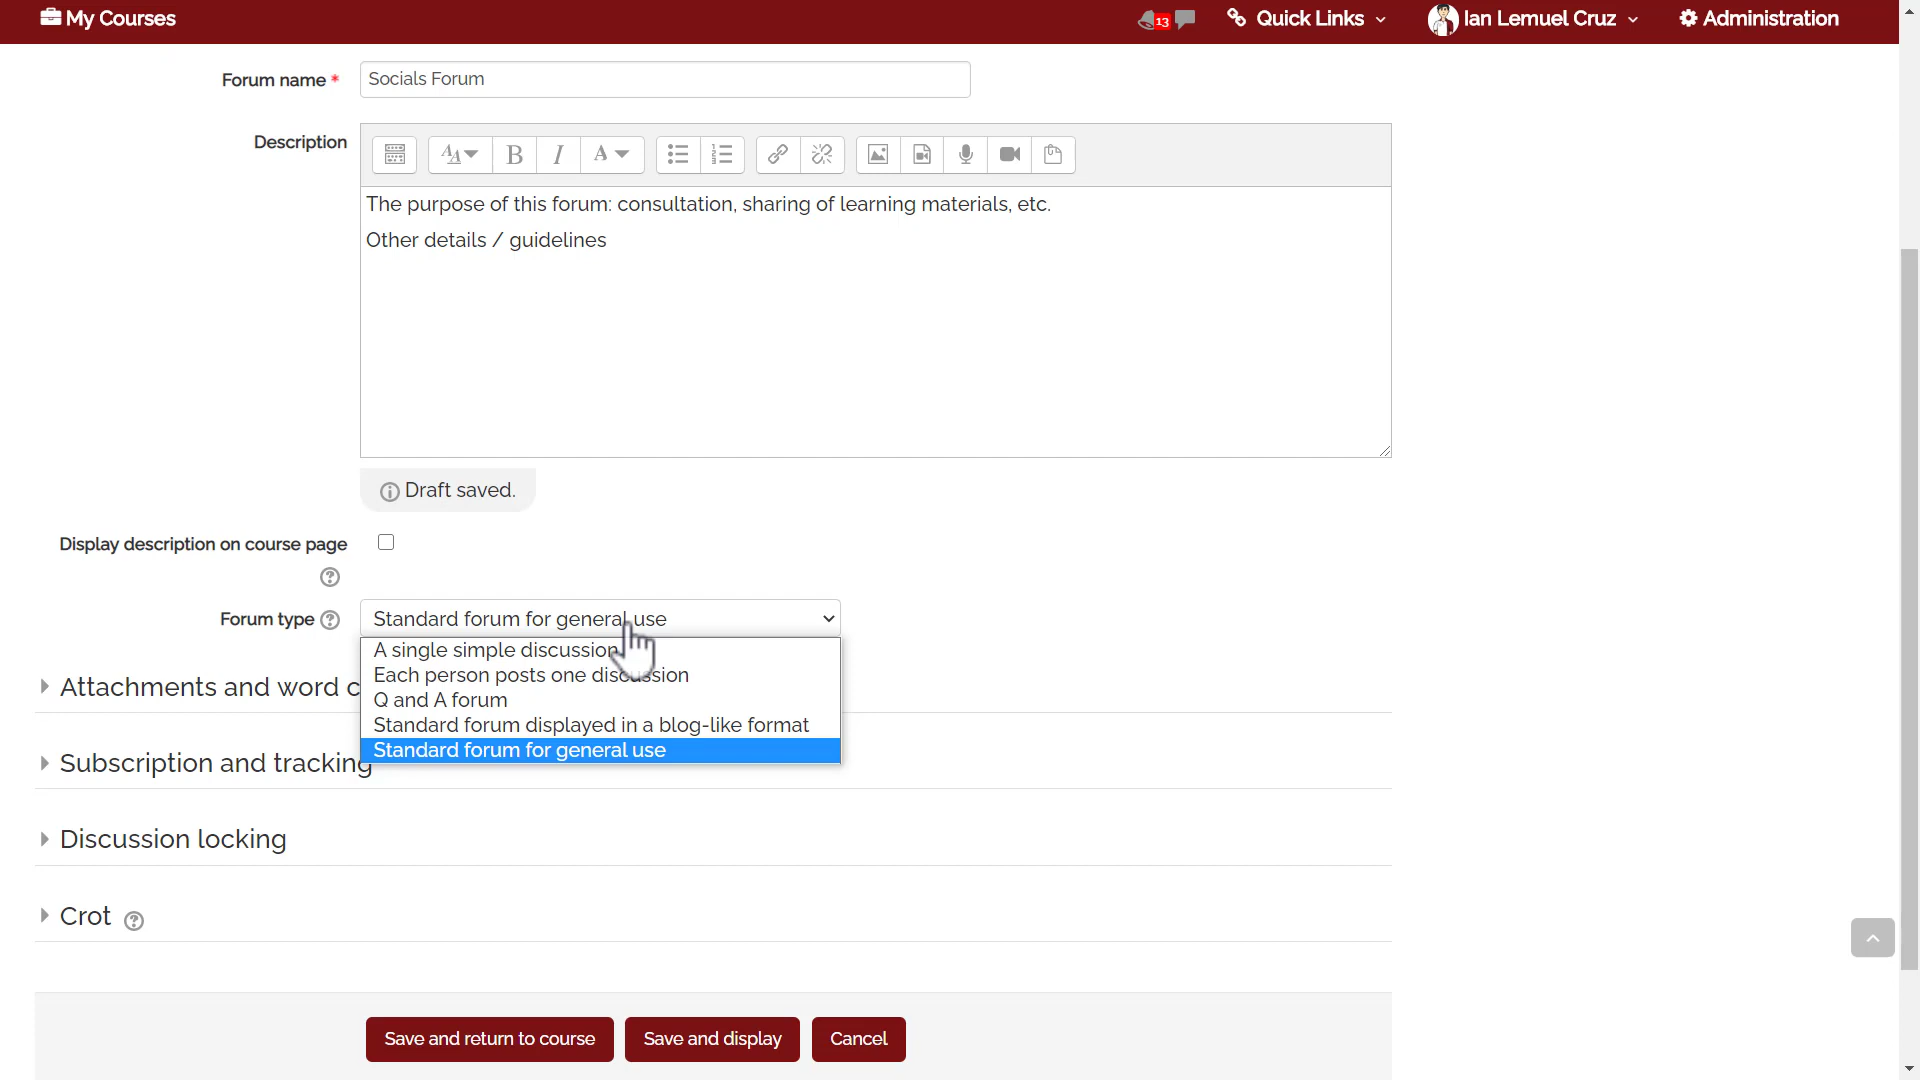 My Courses
13
Quick Links
Ian Lemuel Cruz
Administration
Forum name *
Socials Forum
Description
The purpose of this forum: consultation, sharing of learning materials, etc.
Other details / guidelines
Draft saved.
Display description on course page
Forum type
Standard forum for general use
A single simple discussion
Each person posts one discussion
Q and A forum
Standard forum displayed in a blog-like format
Standard forum for general use
Attachments and word c
Subscription and tracking
Discussion locking
Crot
Save and return to course
Save and display
Cancel